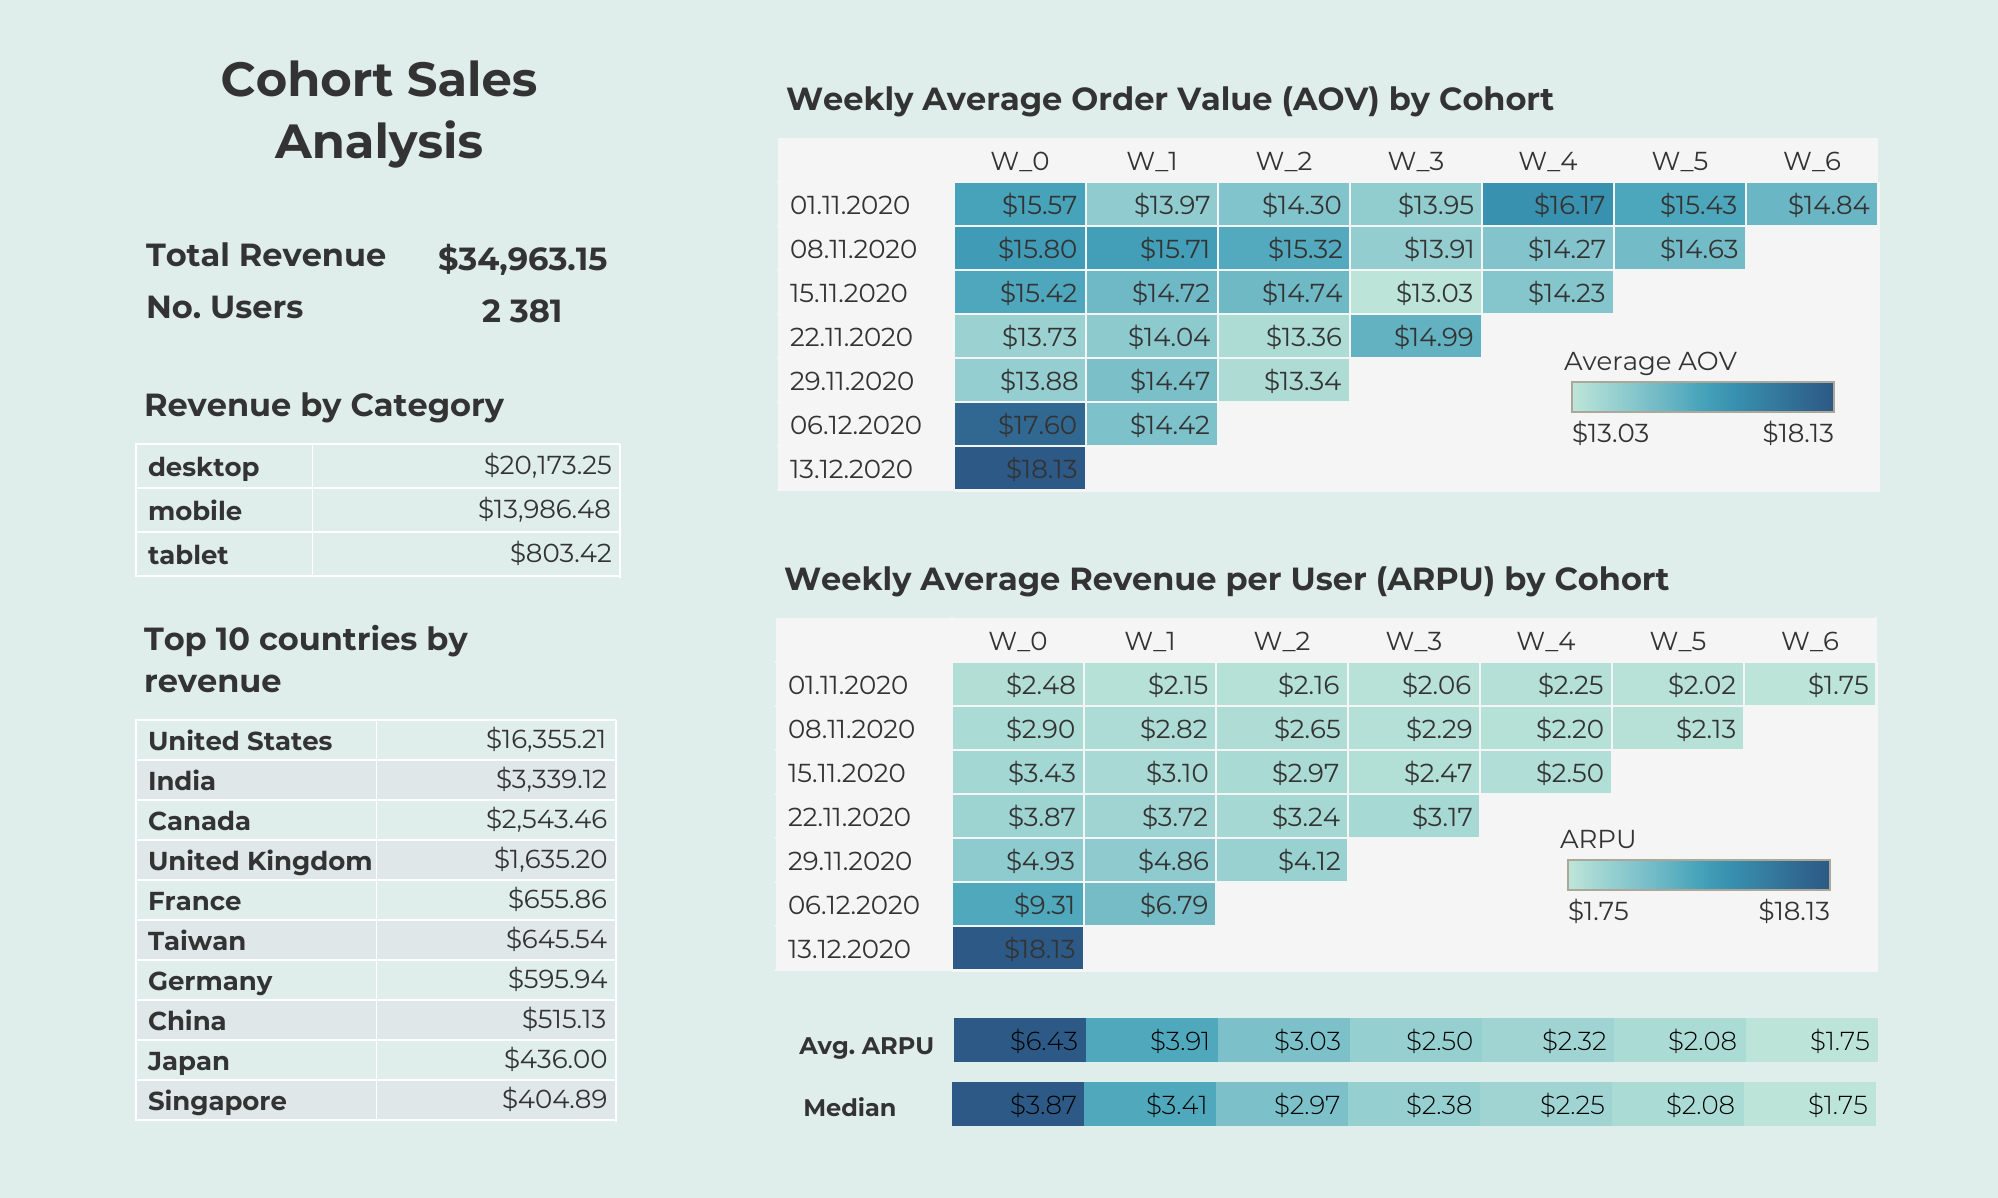 Cohort Sales
Analysis
Total Revenue $34,963.15
No. Users 2 381
Revenue by Category
desktop $20,173.25
mobile $13,986.48
tablet $803.42
Top 10 countries by
revenue
United States $16,355.21
India $3,339.12
Canada $2,543.46
United Kingdom $1,635.20
France $655.86
Taiwan $645.54
Germany $595.94
China $515.13
Japan $436.00
Singapore $404.89
Weekly Average Order Value (AOV) by Cohort
W_0 W_1 W_2 W_3 W_4 W_5 W_6
01.11.2020 $15.57 $13.97 $14.30 $13.95 $16.17 $15.43 $14.84
08.11.2020 $15.80 $15.71 $15.32 $13.91 $14.27 $14.63
15.11.2020 $15.42 $14.72 $14.74 $13.03 $14.23
22.11.2020 $13.73 $14.04 $13.36 $14.99
29.11.2020 $13.88 $14.47 $13.34
06.12.2020 $17.60 $14.42
13.12.2020 $18.13
Average AOV
$13.03 $18.13
Weekly Average Revenue per User (ARPU) by Cohort
W_0 W_1 W_2 W_3 W_4 W_5 W_6
01.11.2020 $2.48 $2.15 $2.16 $2.06 $2.25 $2.02 $1.75
08.11.2020 $2.90 $2.82 $2.65 $2.29 $2.20 $2.13
15.11.2020 $3.43 $3.10 $2.97 $2.47 $2.50
22.11.2020 $3.87 $3.72 $3.24 $3.17
29.11.2020 $4.93 $4.86 $4.12
06.12.2020 $9.31 $6.79
13.12.2020 $18.13
ARPU
$1.75 $18.13
Avg. ARPU $6.43 $3.91 $3.03 $2.50 $2.32 $2.08 $1.75
Median $3.87 $3.41 $2.97 $2.38 $2.25 $2.08 $1.75